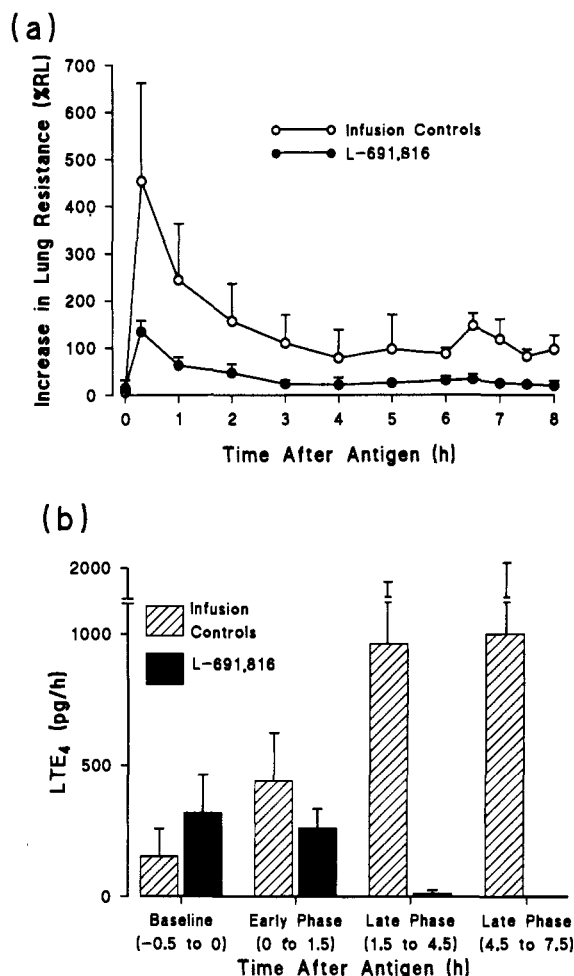 (a)
700
600
500
400
300
200
100
0
Increase in Lung Resistance (%RL)
Infusion Controls
L-691,816
0 1 2 3 4 5 6 7 8
Time After Antigen (h)
(b)
2000
1000
500
0
LTE4 (pg/h)
Infusion
Controls
L-691,816
Baseline Early Phase Late Phase Late Phase
(-0.5 to 0) (0 to 1.5) (1.5 to 4.5) (4.5 to 7.5)
Time After Antigen (h)